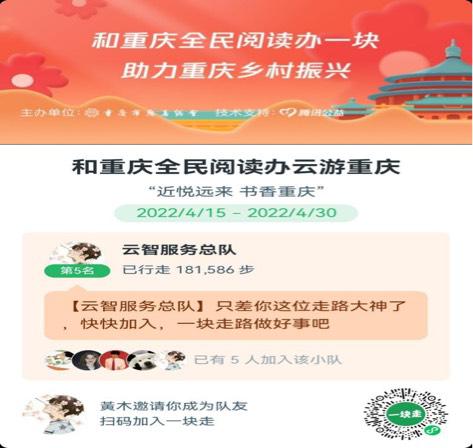 和重庆全民阅读办一块
助力重庆乡村振兴
主办单位: 技术支持: 腾讯公益
和重庆全民阅读办云游重庆
“近悦远来 书香重庆”
2022/4/15 - 2022/4/30
云智服务总队
第5名
已行走 181,586 步
【云智服务总队】只差你这位走路大神了
，快快加入，一块走路做好事吧
已有 5 人加入该小队
黃木邀请你成为队友
扫码加入一块走
一块走